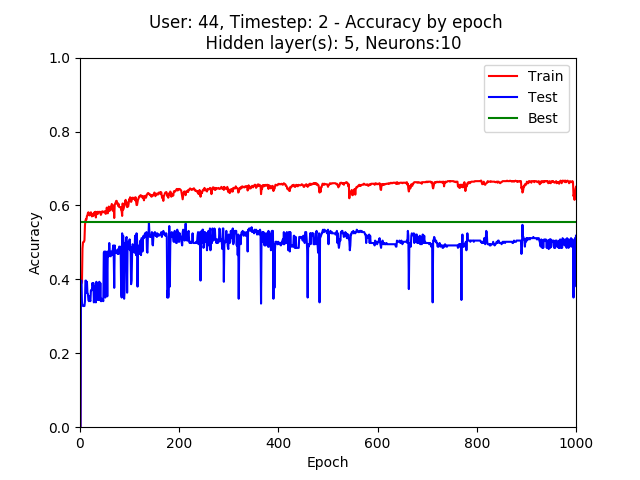 User: 44, Timestep: 2 - Accuracy by epoch
Hidden layer(s): 5, Neurons:10
1.0
0.8
0.6
0.4
0.2
0.0
Accuracy
Train
Test
Best
0 200 400 600 800 1000
Epoch